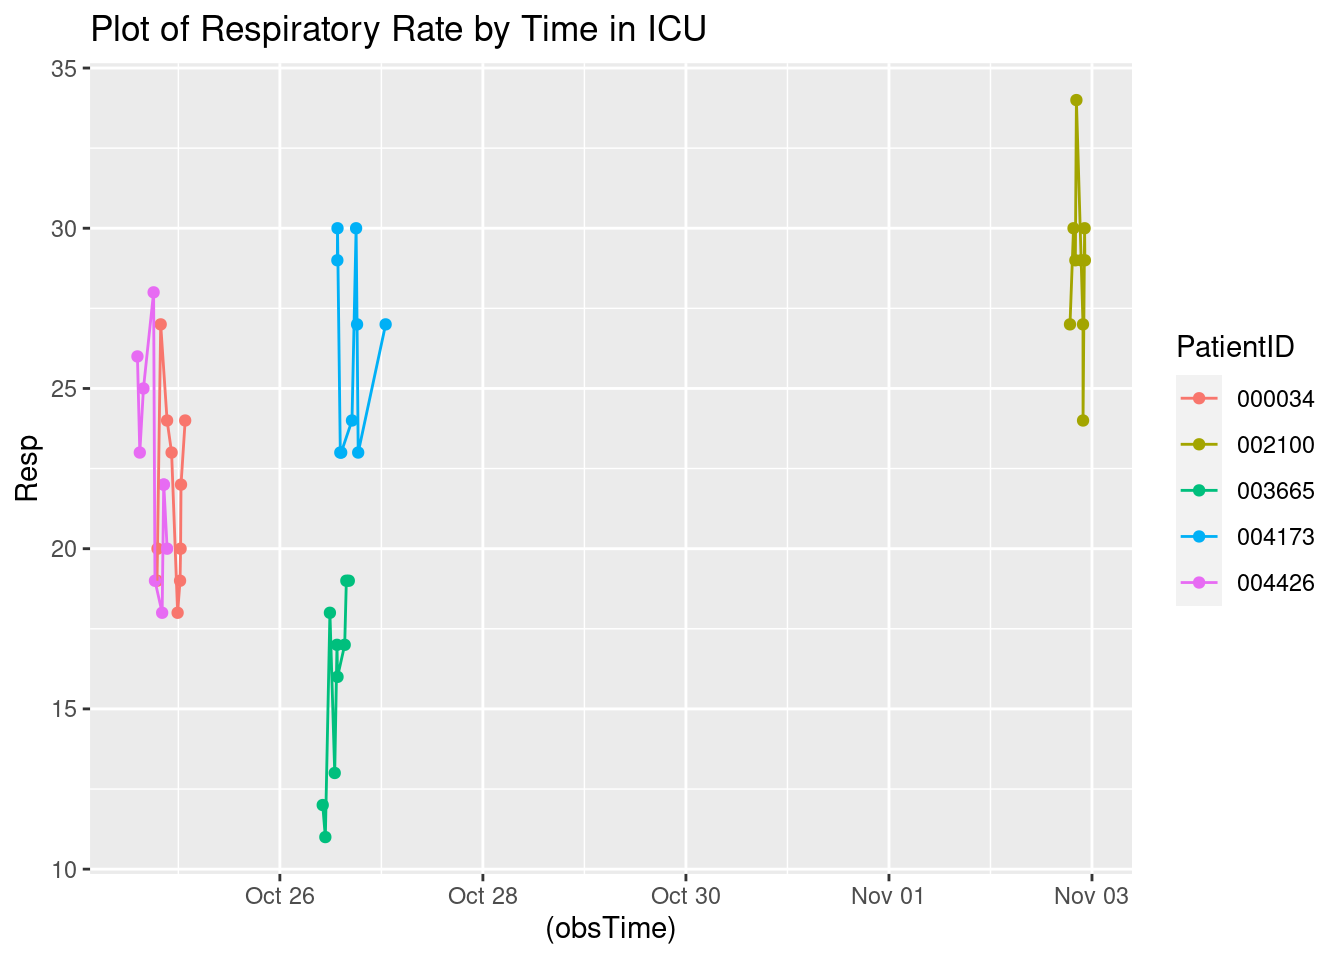 Plot of Respiratory Rate by Time in ICU
35
30
25
20
15
10
Resp
Oct 26
Oct 28
Oct 30
Nov 01
Nov 03
(obsTime)
PatientID
000034
002100
003665
004173
004426